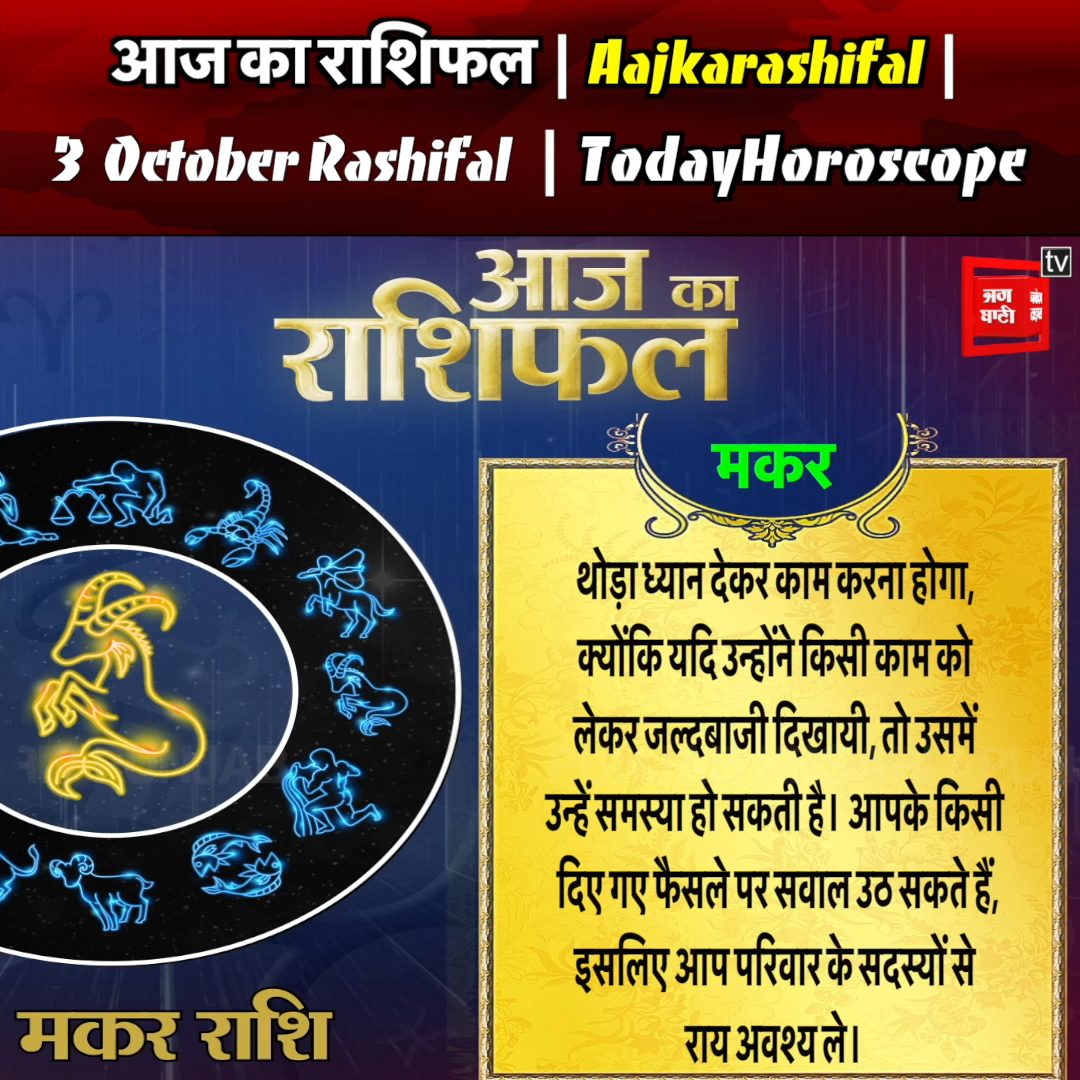 आज का राशिफल | Aajkarashifal |
3 October Rashifal | TodayHoroscope
tv
आज का
राशिफल
मकर
थोड़ा ध्यान देकर काम करना होगा,
क्योंकि यदि उन्होंने किसी काम को
लेकर जल्दबाजी दिखायी, तो उसमें
उन्हें समस्या हो सकती है। आपके किसी
दिए गए फैसले पर सवाल उठ सकते हैं,
इसलिए आप परिवार के सदस्यों से
राय अवश्य ले।
मकर राशि